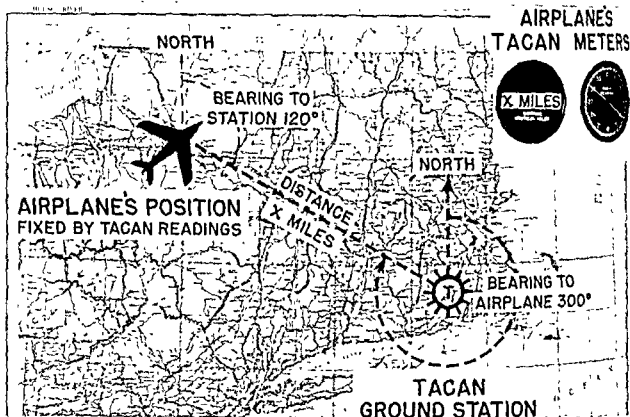 AIRPLANE'S
TACAN METERS
NORTH
BEARING TO
STATION 120°
X MILES
NORTH
DISTANCE
X MILES
AIRPLANE'S POSITION
FIXED BY TACAN READINGS
BEARING TO
AIRPLANE 300°
TACAN
GROUND STATION